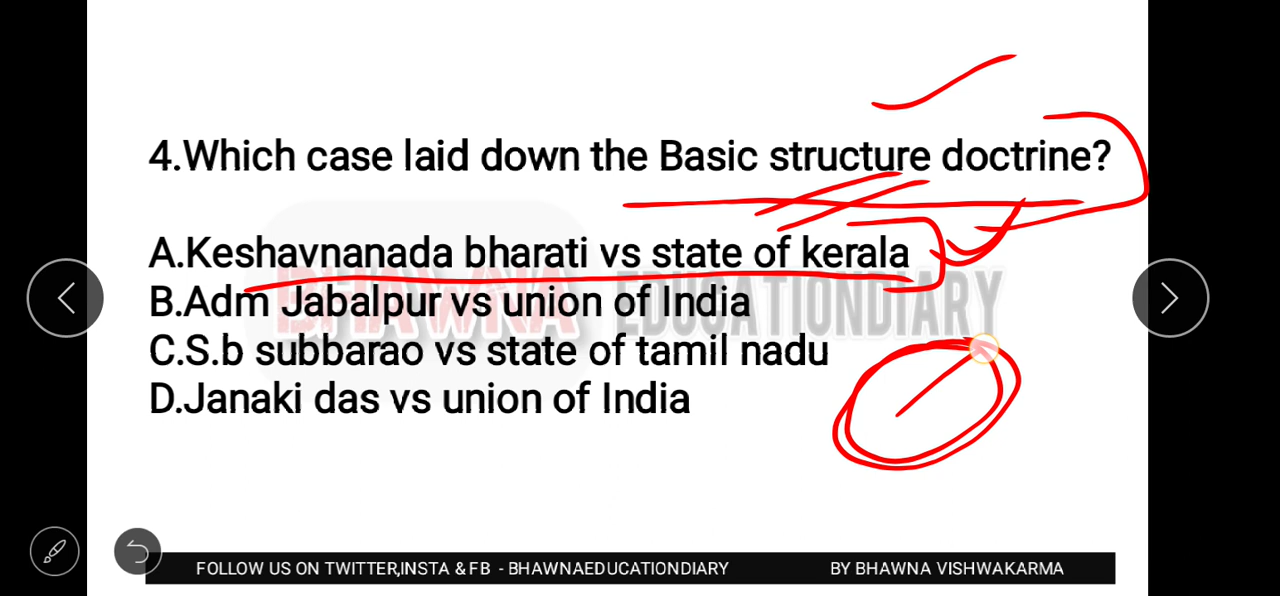 4.Which case laid down the Basic structure doctrine?
A.Keshavnanada bharati vs state of kerala
B.Adm Jabalpur vs union of India
C.S.b subbarao vs state of tamil nadu
D.Janaki das vs union of India
BHAWNA EDUCATIONDIARY
FOLLOW US ON TWITTER,INSTA & FB - BHAWNAEDUCATIONDIARY BY BHAWNA VISHWAKARMA